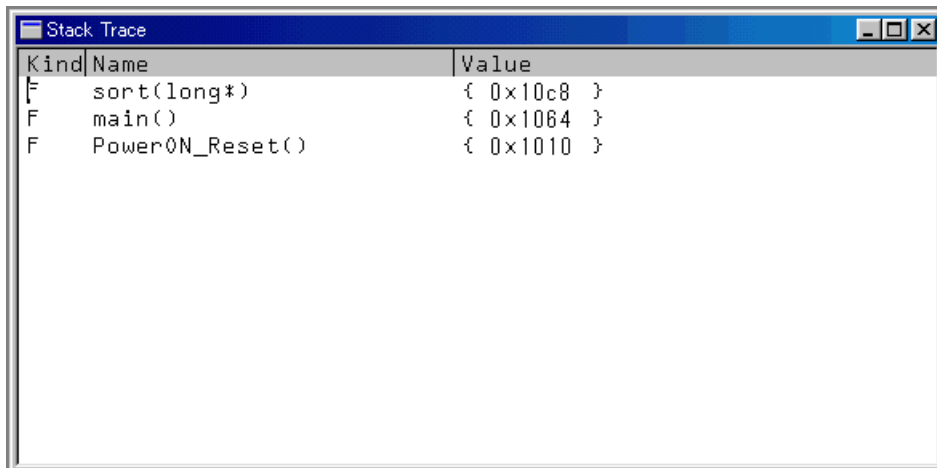 Stack Trace
Kind Name Value
F sort(long*) { 0x10c8 }
F main() { 0x1064 }
F PowerON_Reset() { 0x1010 }